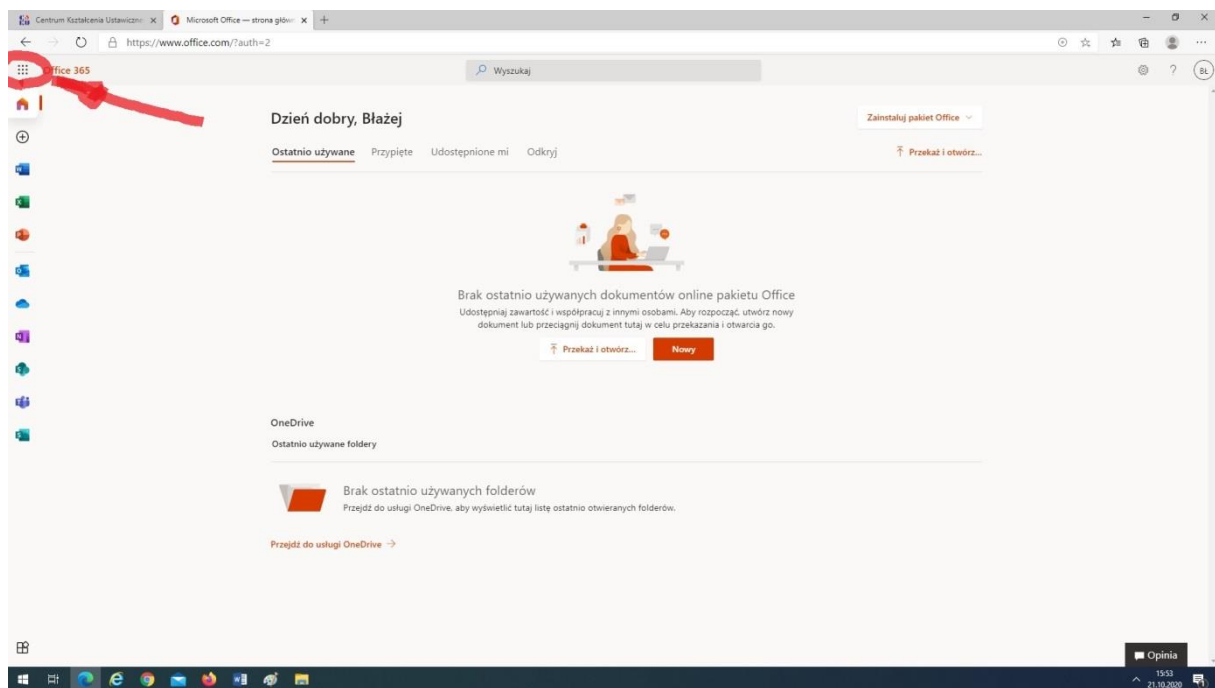 Centrum Kształcenia Ustawiczne
Microsoft Office — strona główn
https://www.office.com/?auth=2
Office 365
Wyszukaj
BŁ
Dzień dobry, Błażej
Zainstaluj pakiet Office
Ostatnio używane Przypięte Udostępnione mi Odkryj
Przekaż i otwórz...
Brak ostatnio używanych dokumentów online pakietu Office
Udostępniaj zawartość i współpracuj z innymi osobami. Aby rozpocząć, utwórz nowy
dokument lub przeciągnij dokument tutaj w celu przekazania i otwarcia go.
Przekaż i otwórz... Nowy
OneDrive
Ostatnio używane foldery
Brak ostatnio używanych folderów
Przejdź do usługi OneDrive, aby wyświetlić tutaj listę ostatnio otwieranych folderów.
Przejdź do usługi OneDrive →
Opinia
15:53
21.10.2020